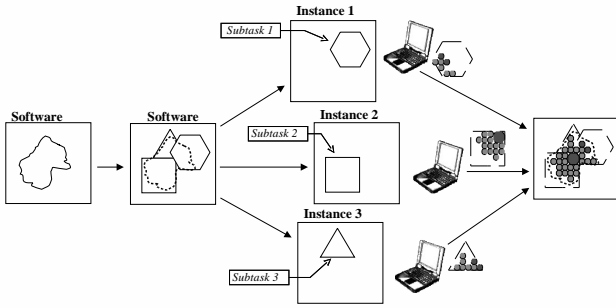 Instance 1
Subtask 1
Software
Software
Instance 2
Subtask 2
Instance 3
Subtask 3